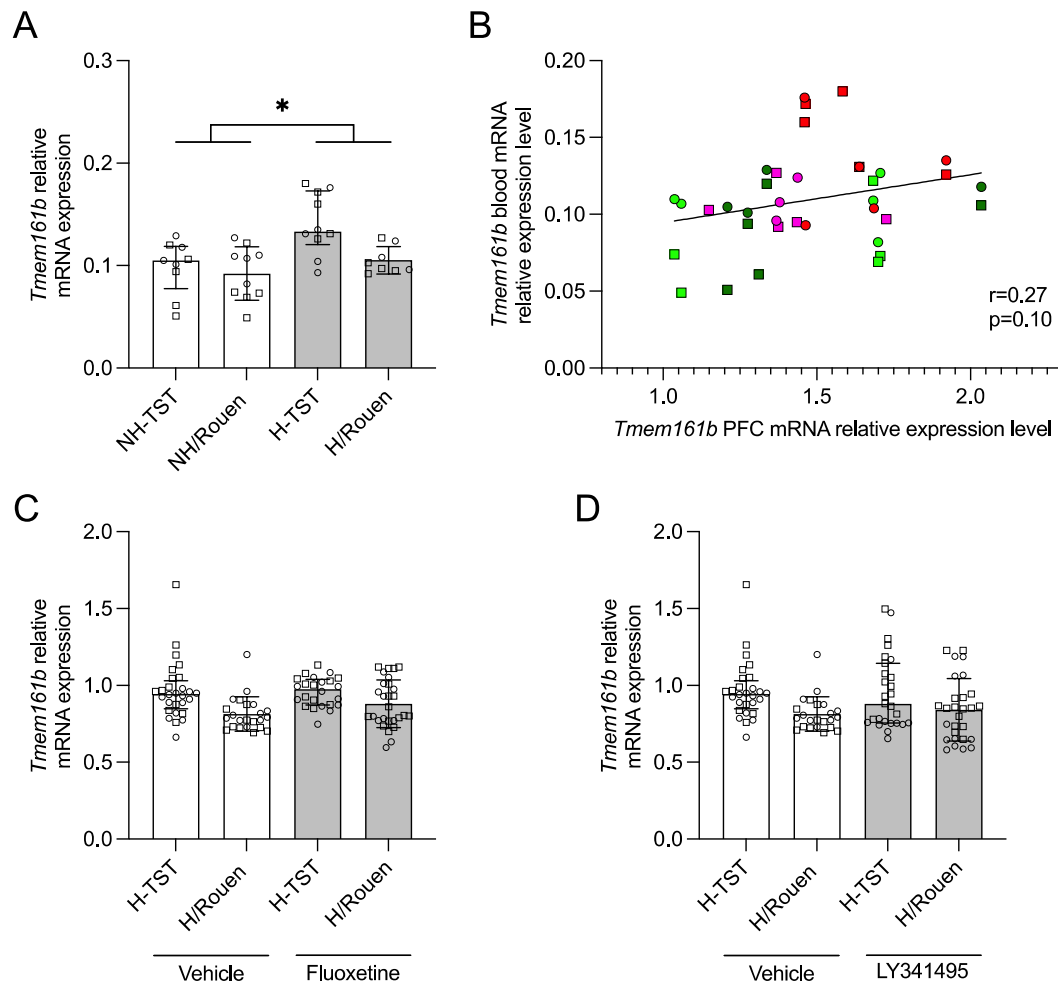 A
Tmem161b relative
mRNA expression
0.3
0.2
0.1
0.0
*
NH-TST
NH/Rouen
H-TST
H/Rouen
B
Tmem161b blood mRNA
relative expression level
0.20
0.15
0.10
0.05
0.00
r=0.27
p=0.10
1.0
1.5
2.0
Tmem161b PFC mRNA relative expression level
C
Tmem161b relative
mRNA expression
2.0
1.5
1.0
0.5
0.0
H-TST
H/Rouen
H-TST
H/Rouen
Vehicle
Fluoxetine
D
Tmem161b relative
mRNA expression
2.0
1.5
1.0
0.5
0.0
H-TST
H/Rouen
H-TST
H/Rouen
Vehicle
LY341495